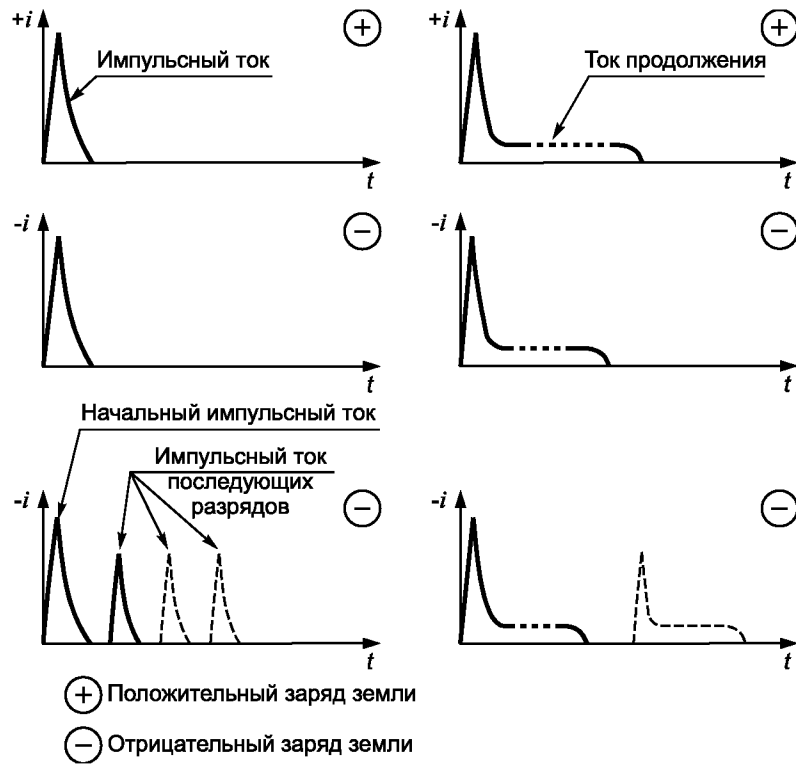 +i
+
Импульсный ток
t
+i
+
Ток продолжения
t
-i
−
t
-i
−
t
Начальный импульсный ток
Импульсный ток
последующих
разрядов
-i
−
t
-i
−
t
+ Положительный заряд земли
− Отрицательный заряд земли